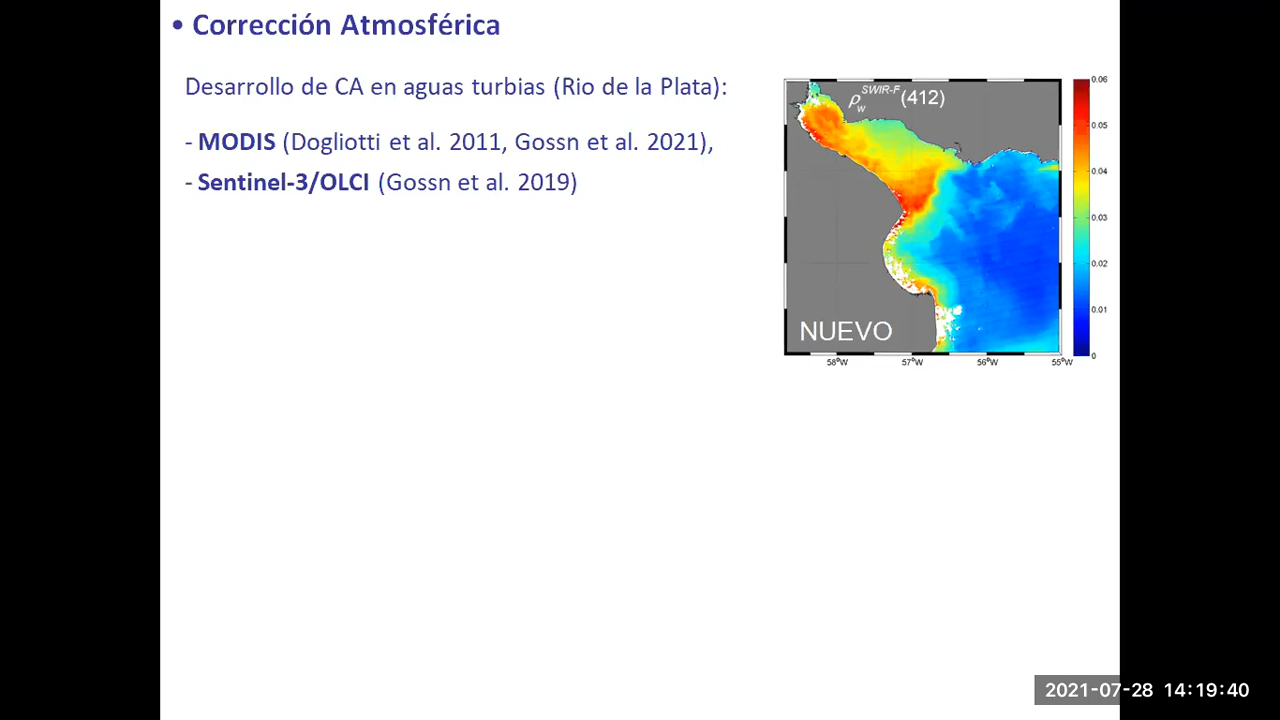 • Corrección Atmosférica
Desarrollo de CA en aguas turbias (Rio de la Plata):
- MODIS (Dogliotti et al. 2011, Gossn et al. 2021),
- Sentinel-3/OLCI (Gossn et al. 2019)
ρw SWIR-F (412)
NUEVO
0.06
0.05
0.04
0.03
0.02
0.01
0
58°W 57°W 56°W 55°W
2021-07-28 14:19:40